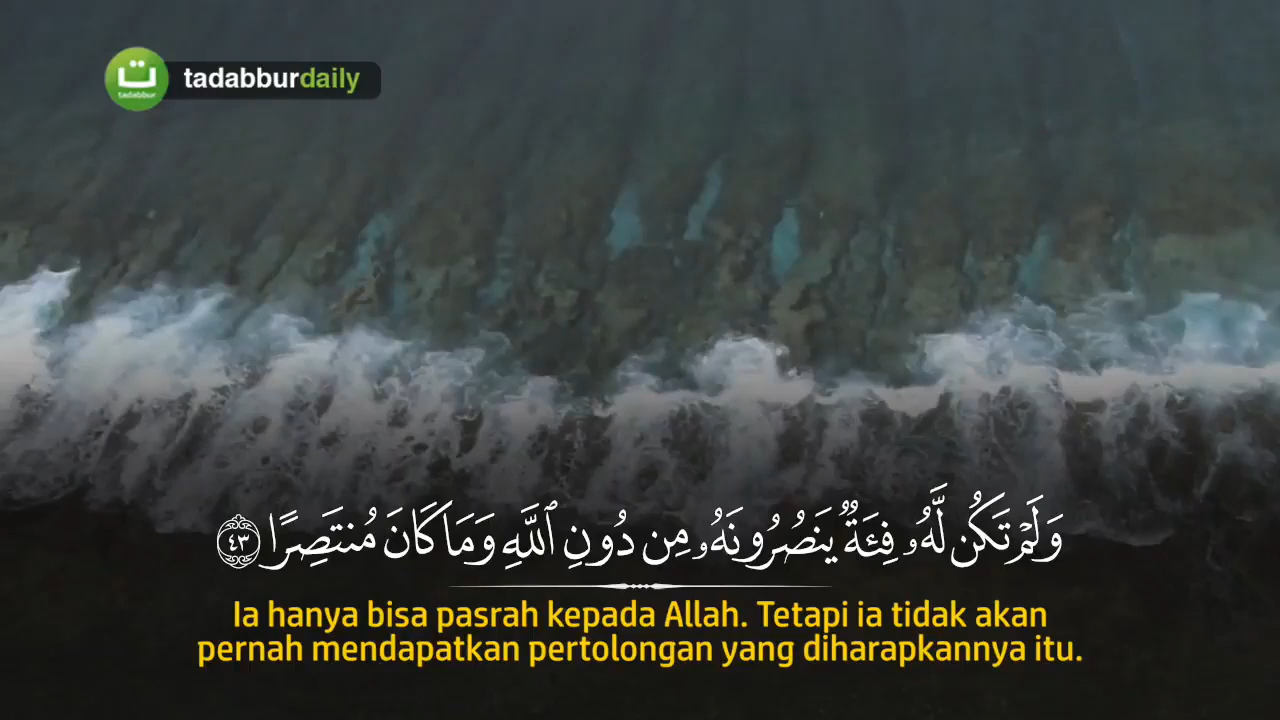 ت
tadabbur
tadabburdaily
وَلَمْ تَكُن لَّهُۥ فِئَةٌ يَنصُرُونَهُۥ مِن دُونِ ٱللَّهِ وَمَا كَانَ مُنتَصِرًا ٤٣
Ia hanya bisa pasrah kepada Allah. Tetapi ia tidak akan
pernah mendapatkan pertolongan yang diharapkannya itu.